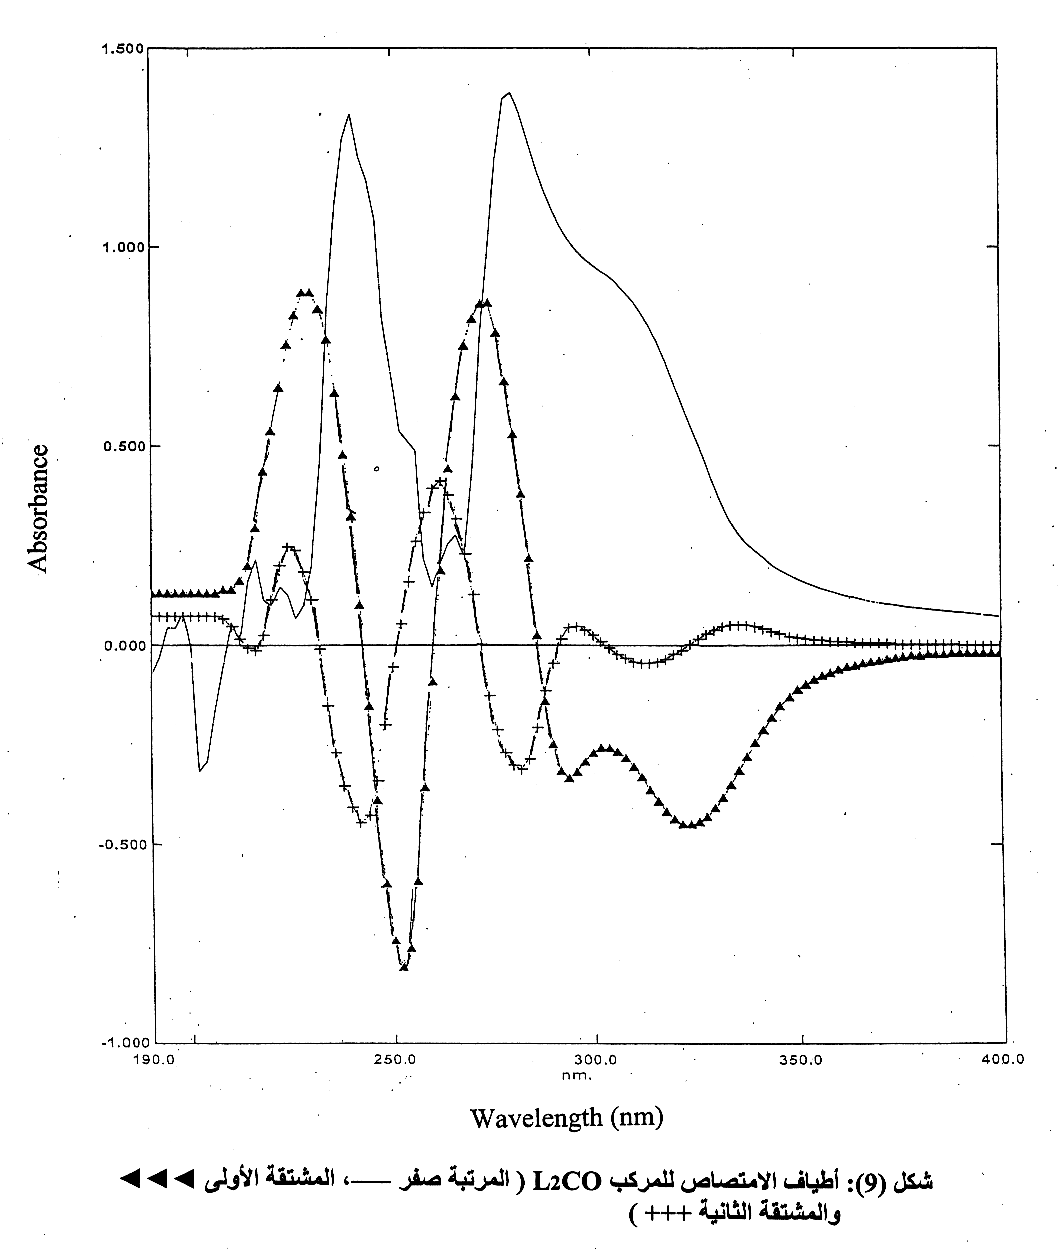 1.500
1.000
0.500
0.000
-0.500
-1.000
Absorbance
190.0 250.0 300.0 350.0 400.0
nm.
Wavelength (nm)
شكل (9): أطياف الامتصاص للمركب L2CO ( المرتبة صفر —، المشتقة الأولى ▲▲▲
والمشتقة الثانية +++ )